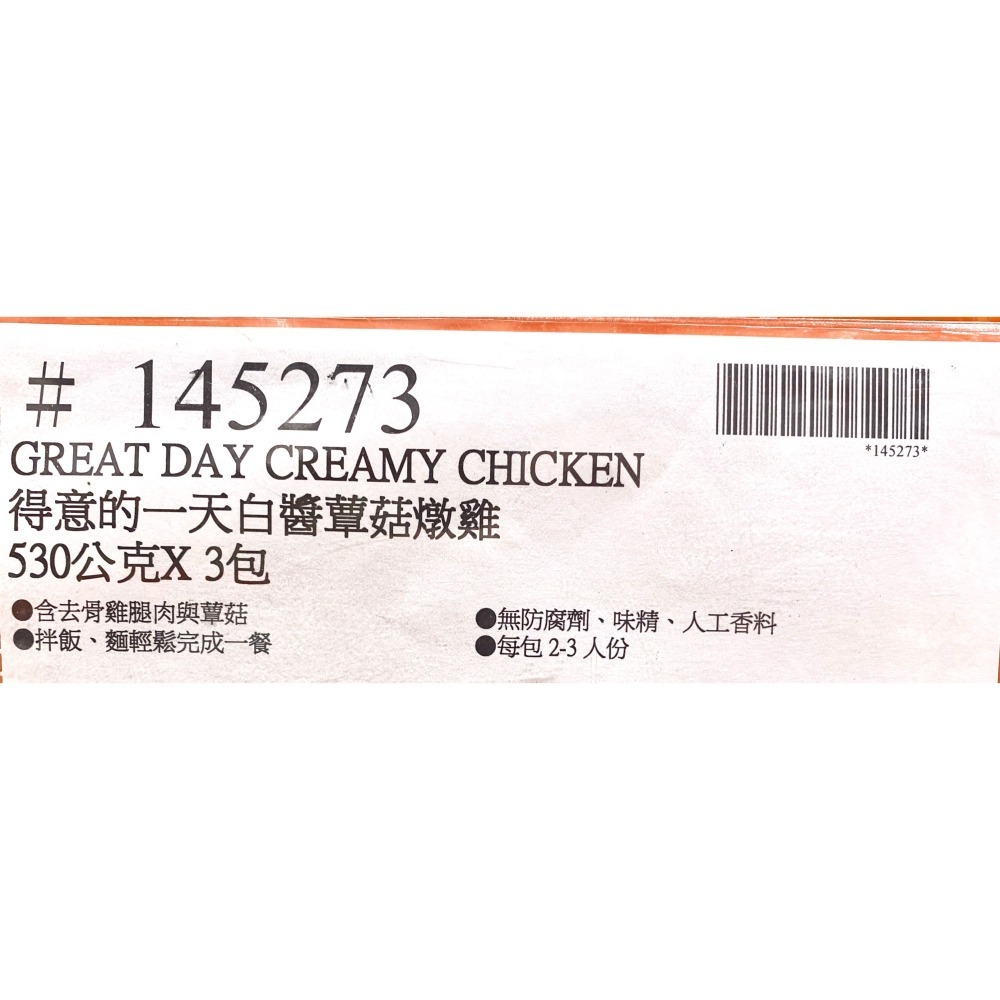 # 145273
*145273*
GREAT DAY CREAMY CHICKEN
得意的一天白醬蕈菇燉雞
530公克X 3包
●含去骨雞腿肉與蕈菇
●拌飯、麵輕鬆完成一餐
●無防腐劑、味精、人工香料
●每包 2-3 人份